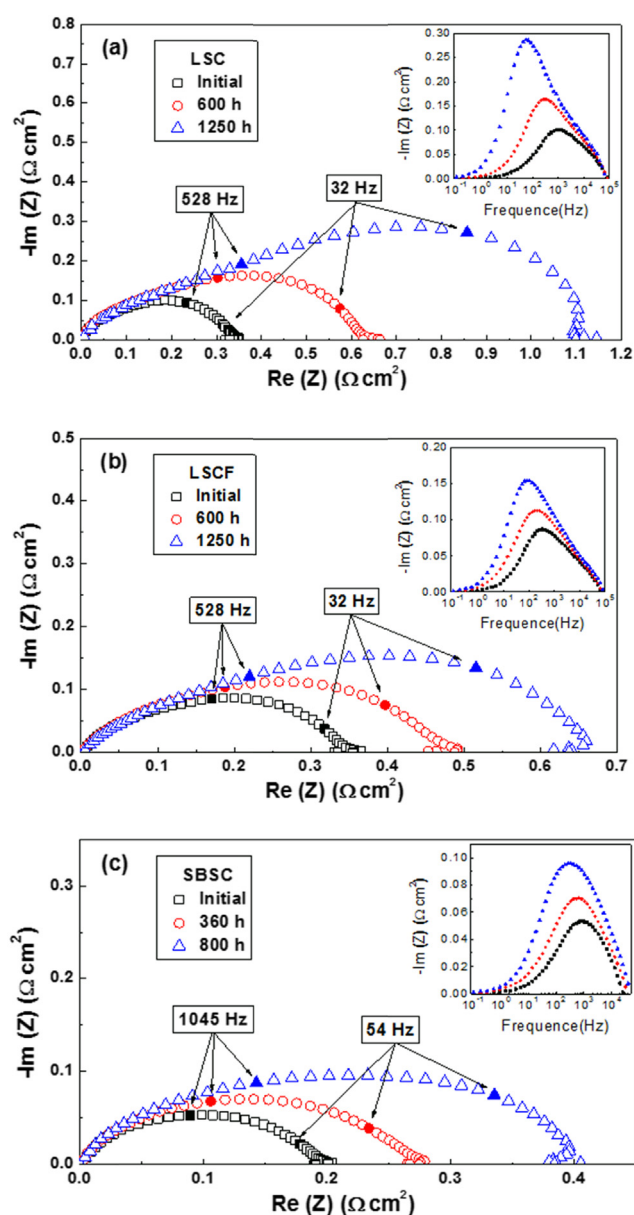 (a)
LSC
Initial
600 h
1250 h
528 Hz
32 Hz
-Im (Z) (Ω cm²)
0.8
0.7
0.6
0.5
0.4
0.3
0.2
0.1
0.0
0.0 0.1 0.2 0.3 0.4 0.5 0.6 0.7 0.8 0.9 1.0 1.1 1.2
Re (Z) (Ω cm²)
-Im (Z) (Ω cm²)
0.30
0.25
0.20
0.15
0.10
0.05
0.00
10⁻¹ 10⁰ 10¹ 10² 10³ 10⁴ 10⁵
Frequence(Hz)
(b)
LSCF
Initial
600 h
1250 h
528 Hz
32 Hz
-Im (Z) (Ω cm²)
0.5
0.4
0.3
0.2
0.1
0.0
0.0 0.1 0.2 0.3 0.4 0.5 0.6 0.7
Re (Z) (Ω cm²)
-Im (Z) (Ω cm²)
0.20
0.15
0.10
0.05
0.00
10⁻¹ 10⁰ 10¹ 10² 10³ 10⁴ 10⁵
Frequence(Hz)
(c)
SBSC
Initial
360 h
800 h
1045 Hz
54 Hz
-Im (Z) (Ω cm²)
0.3
0.2
0.1
0.0
0.0 0.1 0.2 0.3 0.4
Re (Z) (Ω cm²)
-Im (Z) (Ω cm²)
0.10
0.08
0.06
0.04
0.02
0.00
10⁻¹ 10⁰ 10¹ 10² 10³ 10⁴
Frequence(Hz)